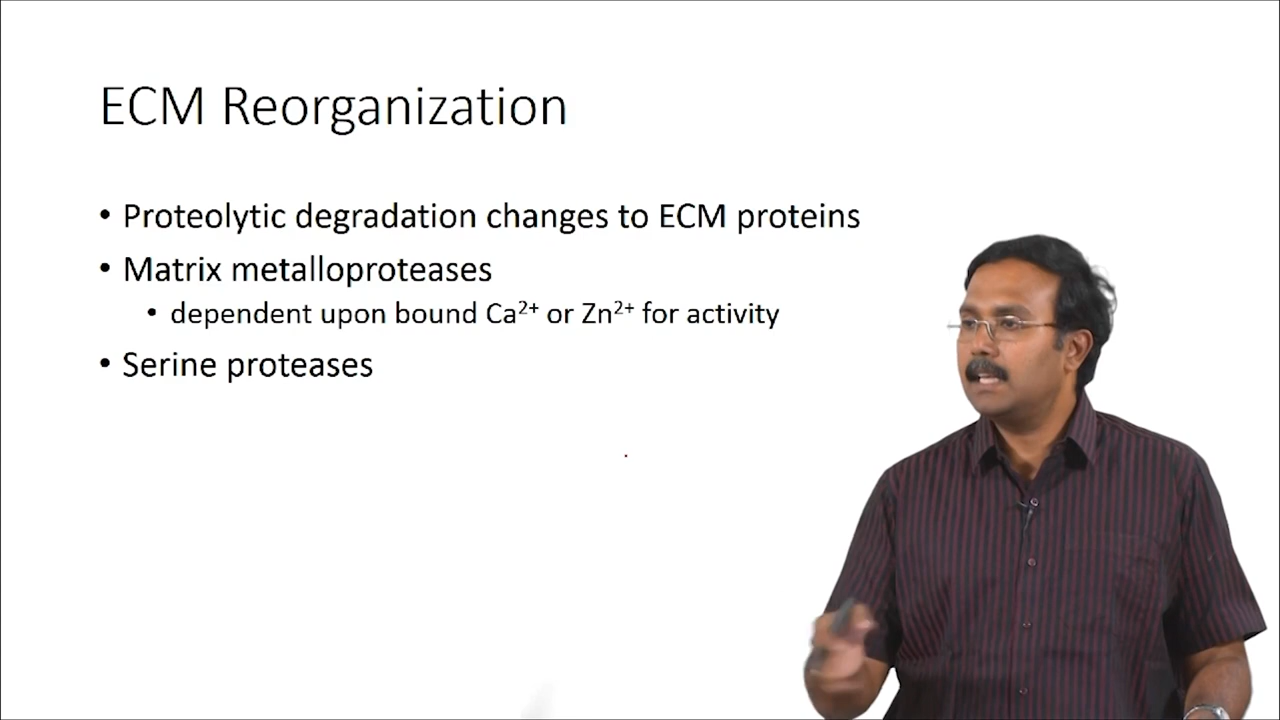 ECM Reorganization
• Proteolytic degradation changes to ECM proteins
• Matrix metalloproteases
• dependent upon bound Ca²⁺ or Zn²⁺ for activity
• Serine proteases